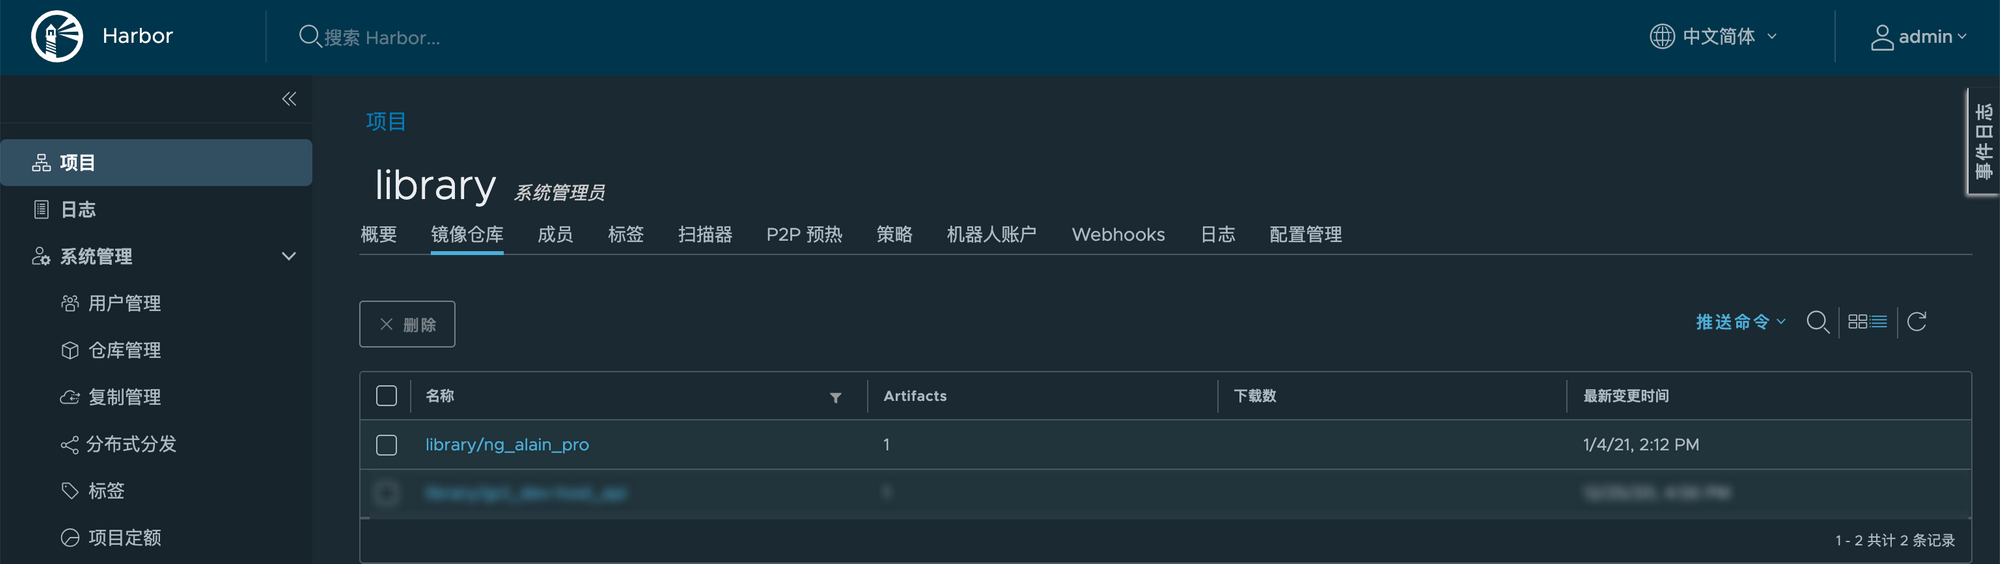 Harbor
搜索 Harbor...
中文简体
admin
事件日志
项目
日志
系统管理
用户管理
仓库管理
复制管理
分布式分发
标签
项目定额
项目
library 系统管理员
概要 镜像仓库 成员 标签 扫描器 P2P 预热 策略 机器人账户 Webhooks 日志 配置管理
删除
推送命令
名称 Artifacts 下载数 最新变更时间
library/ng_alain_pro 1 1/4/21, 2:12 PM
1 - 2 共计 2 条记录